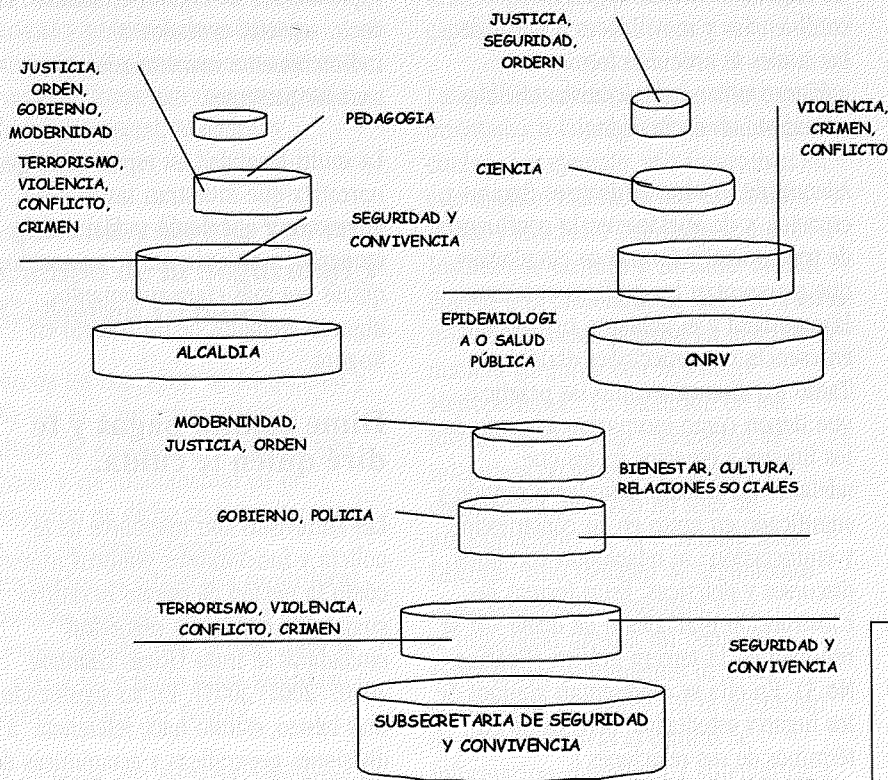 JUSTICIA,
ORDEN,
GOBIERNO,
MODERNIDAD
TERRORISMO,
VIOLENCIA,
CONFLICTO,
CRIMEN
PEDAGOGIA
SEGURIDAD Y
CONVIVENCIA
ALCALDIA
JUSTICIA,
SEGURIDAD,
ORDERN
VIOLENCIA,
CRIMEN,
CONFLICTO
CIENCIA
EPIDEMIOLOGI
A O SALUD
PÚBLICA
CNRV
MODERNINDAD,
JUSTICIA, ORDEN
BIENESTAR, CULTURA,
RELACIONES SOCIALES
GOBIERNO, POLICIA
TERRORISMO, VIOLENCIA,
CONFLICTO, CRIMEN
SEGURIDAD Y
CONVIVENCIA
SUBSECRETARIA DE SEGURIDAD
Y CONVIVENCIA